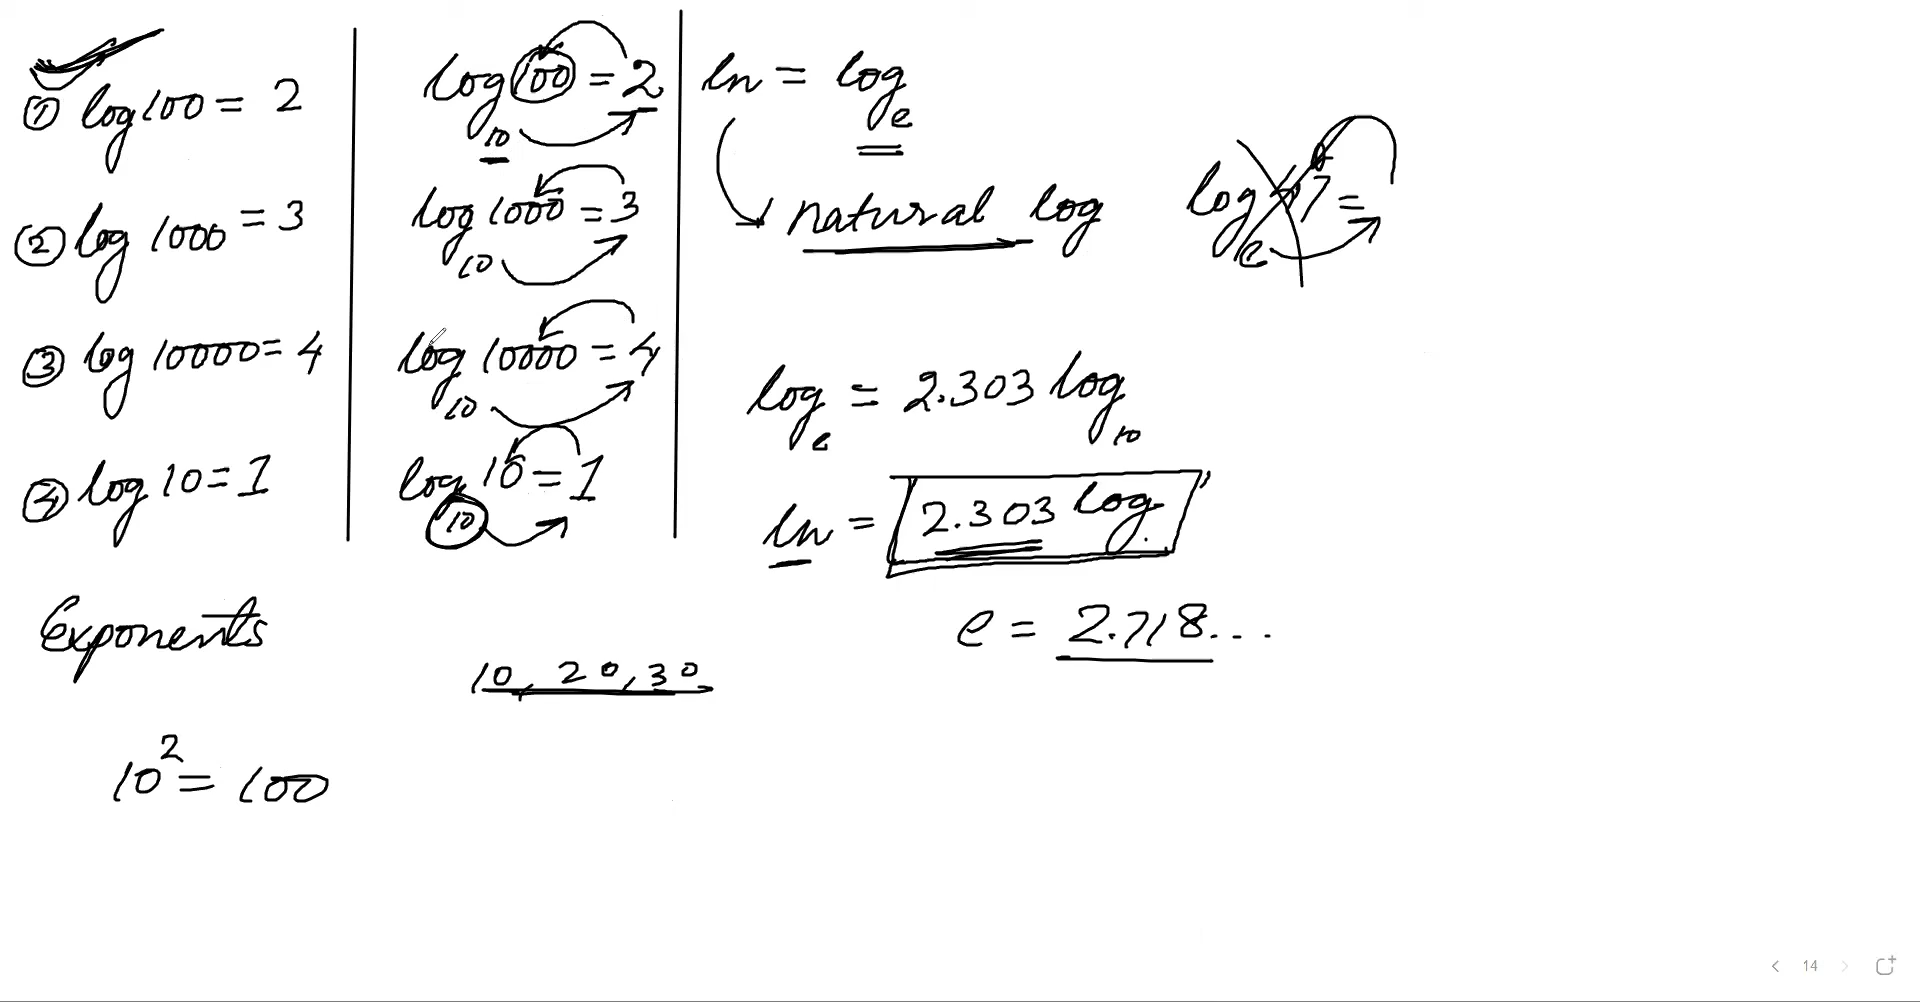 ① log 100 = 2
② log 1000 = 3
③ log 10000 = 4
④ log 10 = 1
Exponents
10² = 100
log₁₀ 100 = 2
log₁₀ 1000 = 3
log₁₀ 10000 = 4
log₁₀ 10 = 1
10, 20, 30
ln = logₑ
natural log
logₑ = 2.303 log₁₀
ln = 2.303 log
e = 2.718...
14